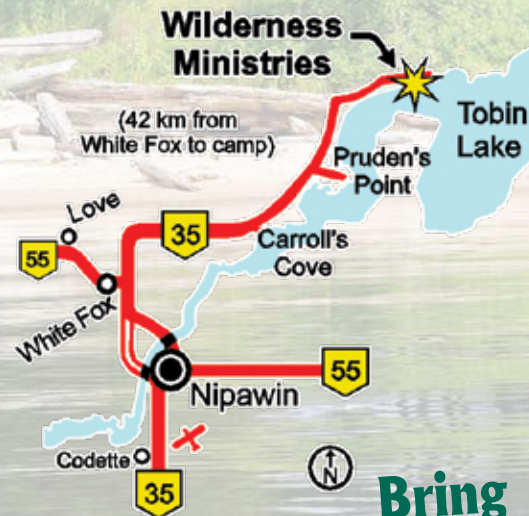 Wilderness
Ministries
(42 km from
White Fox to camp)
Tobin
Lake
Pruden's
Point
Love
55
35
Carroll's
Cove
White Fox
Nipawin
55
Codette
35
N
Bring